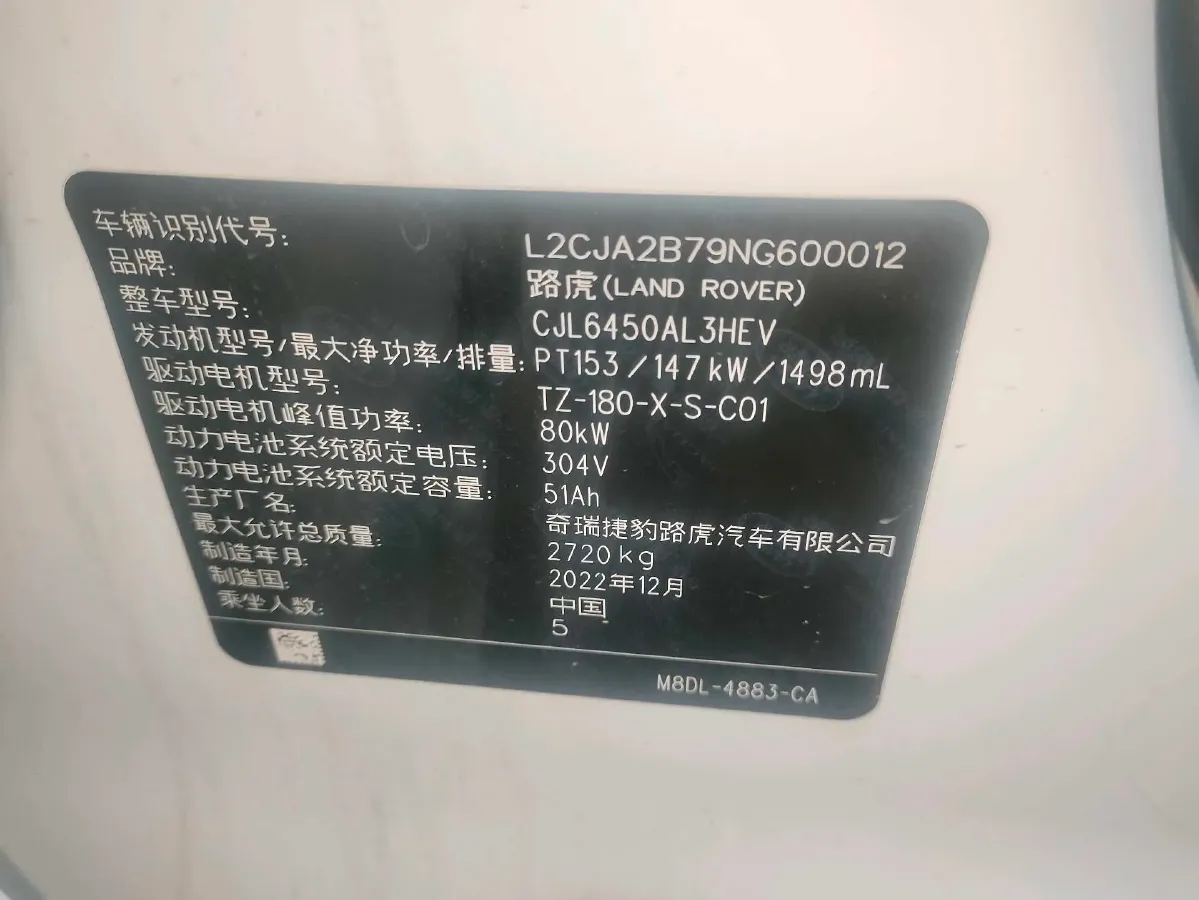 车辆识别代号: L2CJA2B79NG600012
品牌: 路虎(LAND ROVER)
整车型号: CJL6450AL3HEV
发动机型号/最大净功率/排量: PT153/147kW/1498mL
驱动电机型号: TZ-180-X-S-C01
驱动电机峰值功率: 80kW
动力电池系统额定电压: 304V
动力电池系统额定容量: 51Ah
生产厂名: 奇瑞捷豹路虎汽车有限公司
最大允许总质量: 2720kg
制造年月: 2022年12月
制造国: 中国
乘坐人数: 5
M8DL-4883-CA